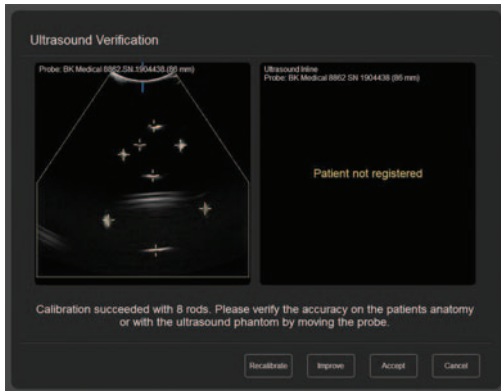 Ultrasound Verification
Probe: BK Medical 8862 SN 1904438 (86 mm)
Ultrasound Inline
Probe: BK Medical 8862 SN 1904438 (86 mm)
Patient not registered
Calibration succeeded with 8 rods. Please verify the accuracy on the patients anatomy
or with the ultrasound phantom by moving the probe.
Recalibrate
Improve
Accept
Cancel